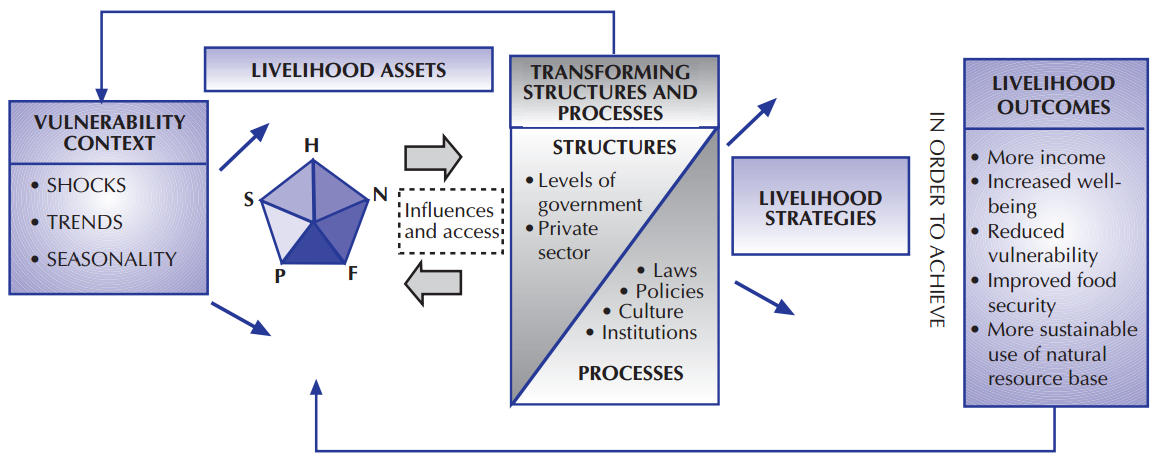 LIVELIHOOD ASSETS
VULNERABILITY
CONTEXT
• SHOCKS
• TRENDS
• SEASONALITY
H
S
N
P
F
Influences
and access
TRANSFORMING
STRUCTURES AND
PROCESSES
STRUCTURES
• Levels of
government
• Private
sector
• Laws
• Policies
• Culture
• Institutions
PROCESSES
LIVELIHOOD
STRATEGIES
IN ORDER TO ACHIEVE
LIVELIHOOD
OUTCOMES
• More income
• Increased well-
being
• Reduced
vulnerability
• Improved food
security
• More sustainable
use of natural
resource base